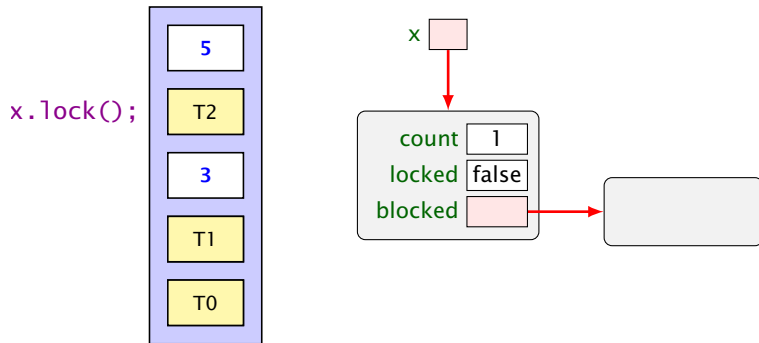 5
x.lock();
T2
3
T1
T0
x
count 1
locked false
blocked